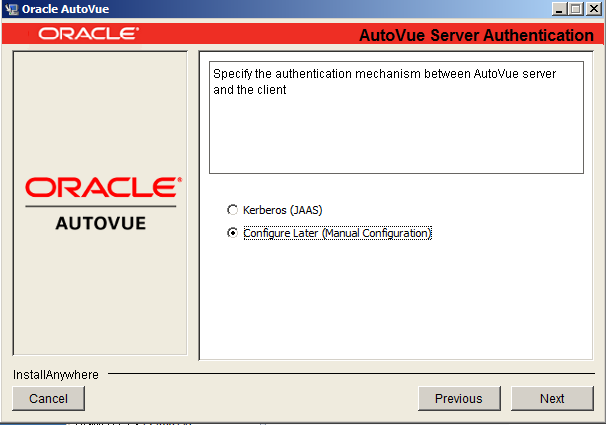 Oracle AutoVue
ORACLE®
AutoVue Server Authentication
Specify the authentication mechanism between AutoVue server
and the client
ORACLE®
AUTOVUE
Kerberos (JAAS)
Configure Later (Manual Configuration)
InstallAnywhere
Cancel
Previous
Next